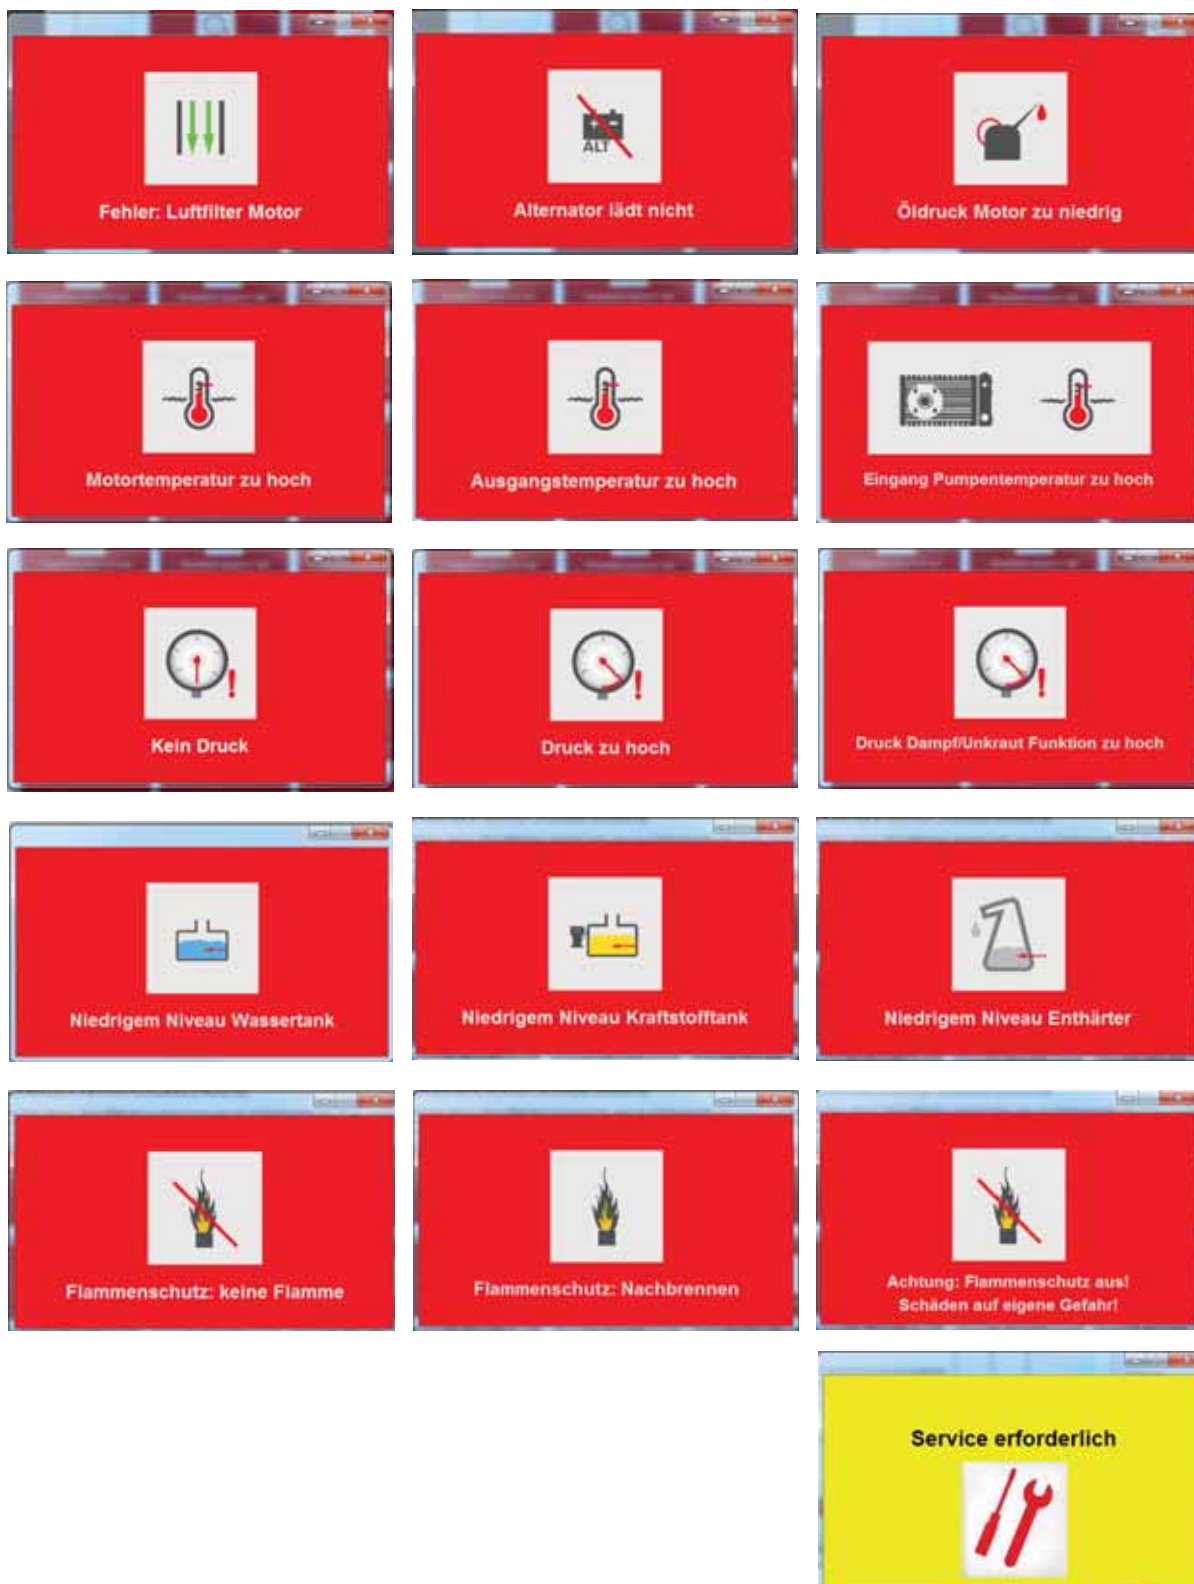 Fehler: Luftfilter Motor
ALT
Alternator lädt nicht
Öldruck Motor zu niedrig
Motortemperatur zu hoch
Ausgangstemperatur zu hoch
Eingang Pumpentemperatur zu hoch
Kein Druck
Druck zu hoch
Druck Dampf/Unkraut Funktion zu hoch
Niedrigem Niveau Wassertank
Niedrigem Niveau Kraftstofftank
Niedrigem Niveau Enthärter
Flammenschutz: keine Flamme
Flammenschutz: Nachbrennen
Achtung: Flammenschutz aus!
Schäden auf eigene Gefahr!
Service erforderlich